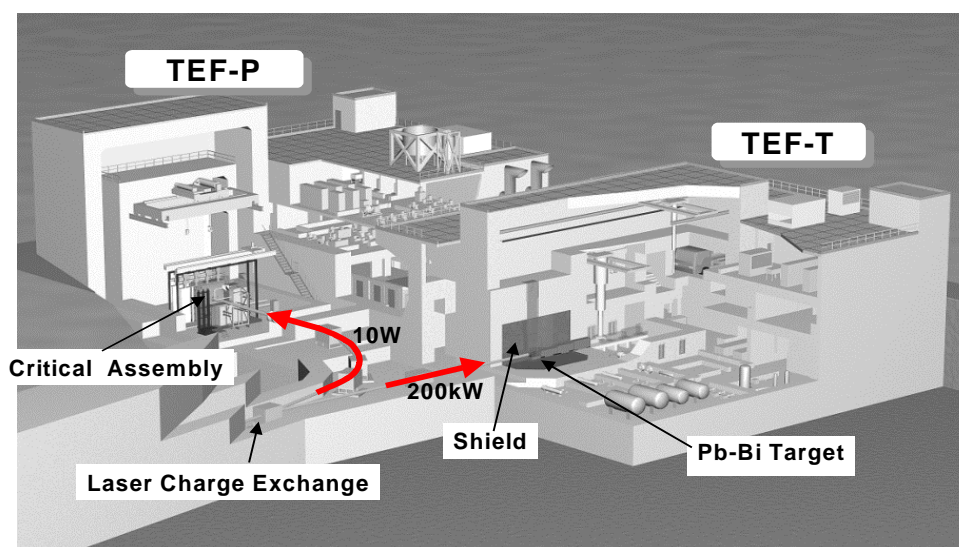 TEF-P
TEF-T
10W
Critical Assembly
200kW
Shield
Pb-Bi Target
Laser Charge Exchange